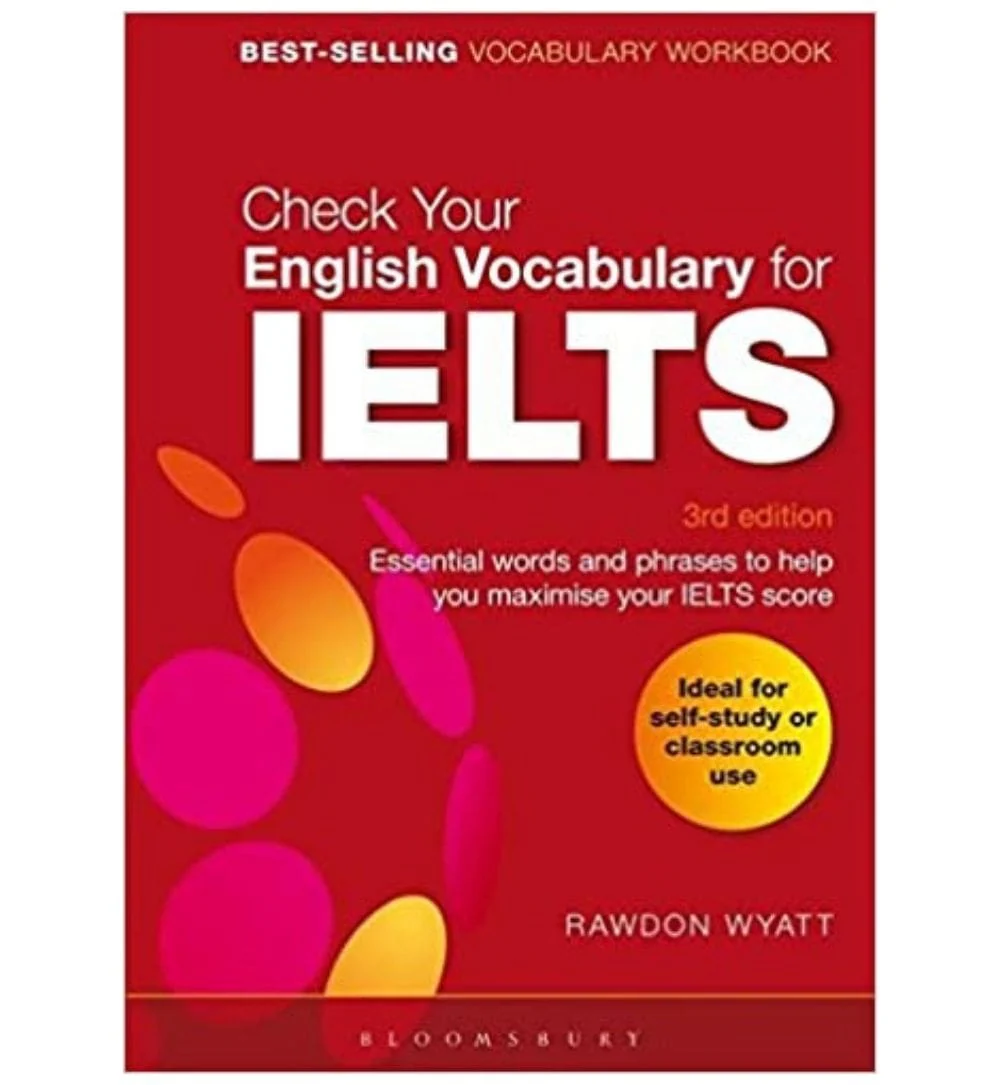 BEST-SELLING VOCABULARY WORKBOOK
Check Your
English Vocabulary for
IELTS
3rd edition
Essential words and phrases to help
you maximise your IELTS score
Ideal for
self-study or
classroom
use
RAWDON WYATT
BLOOMSBURY